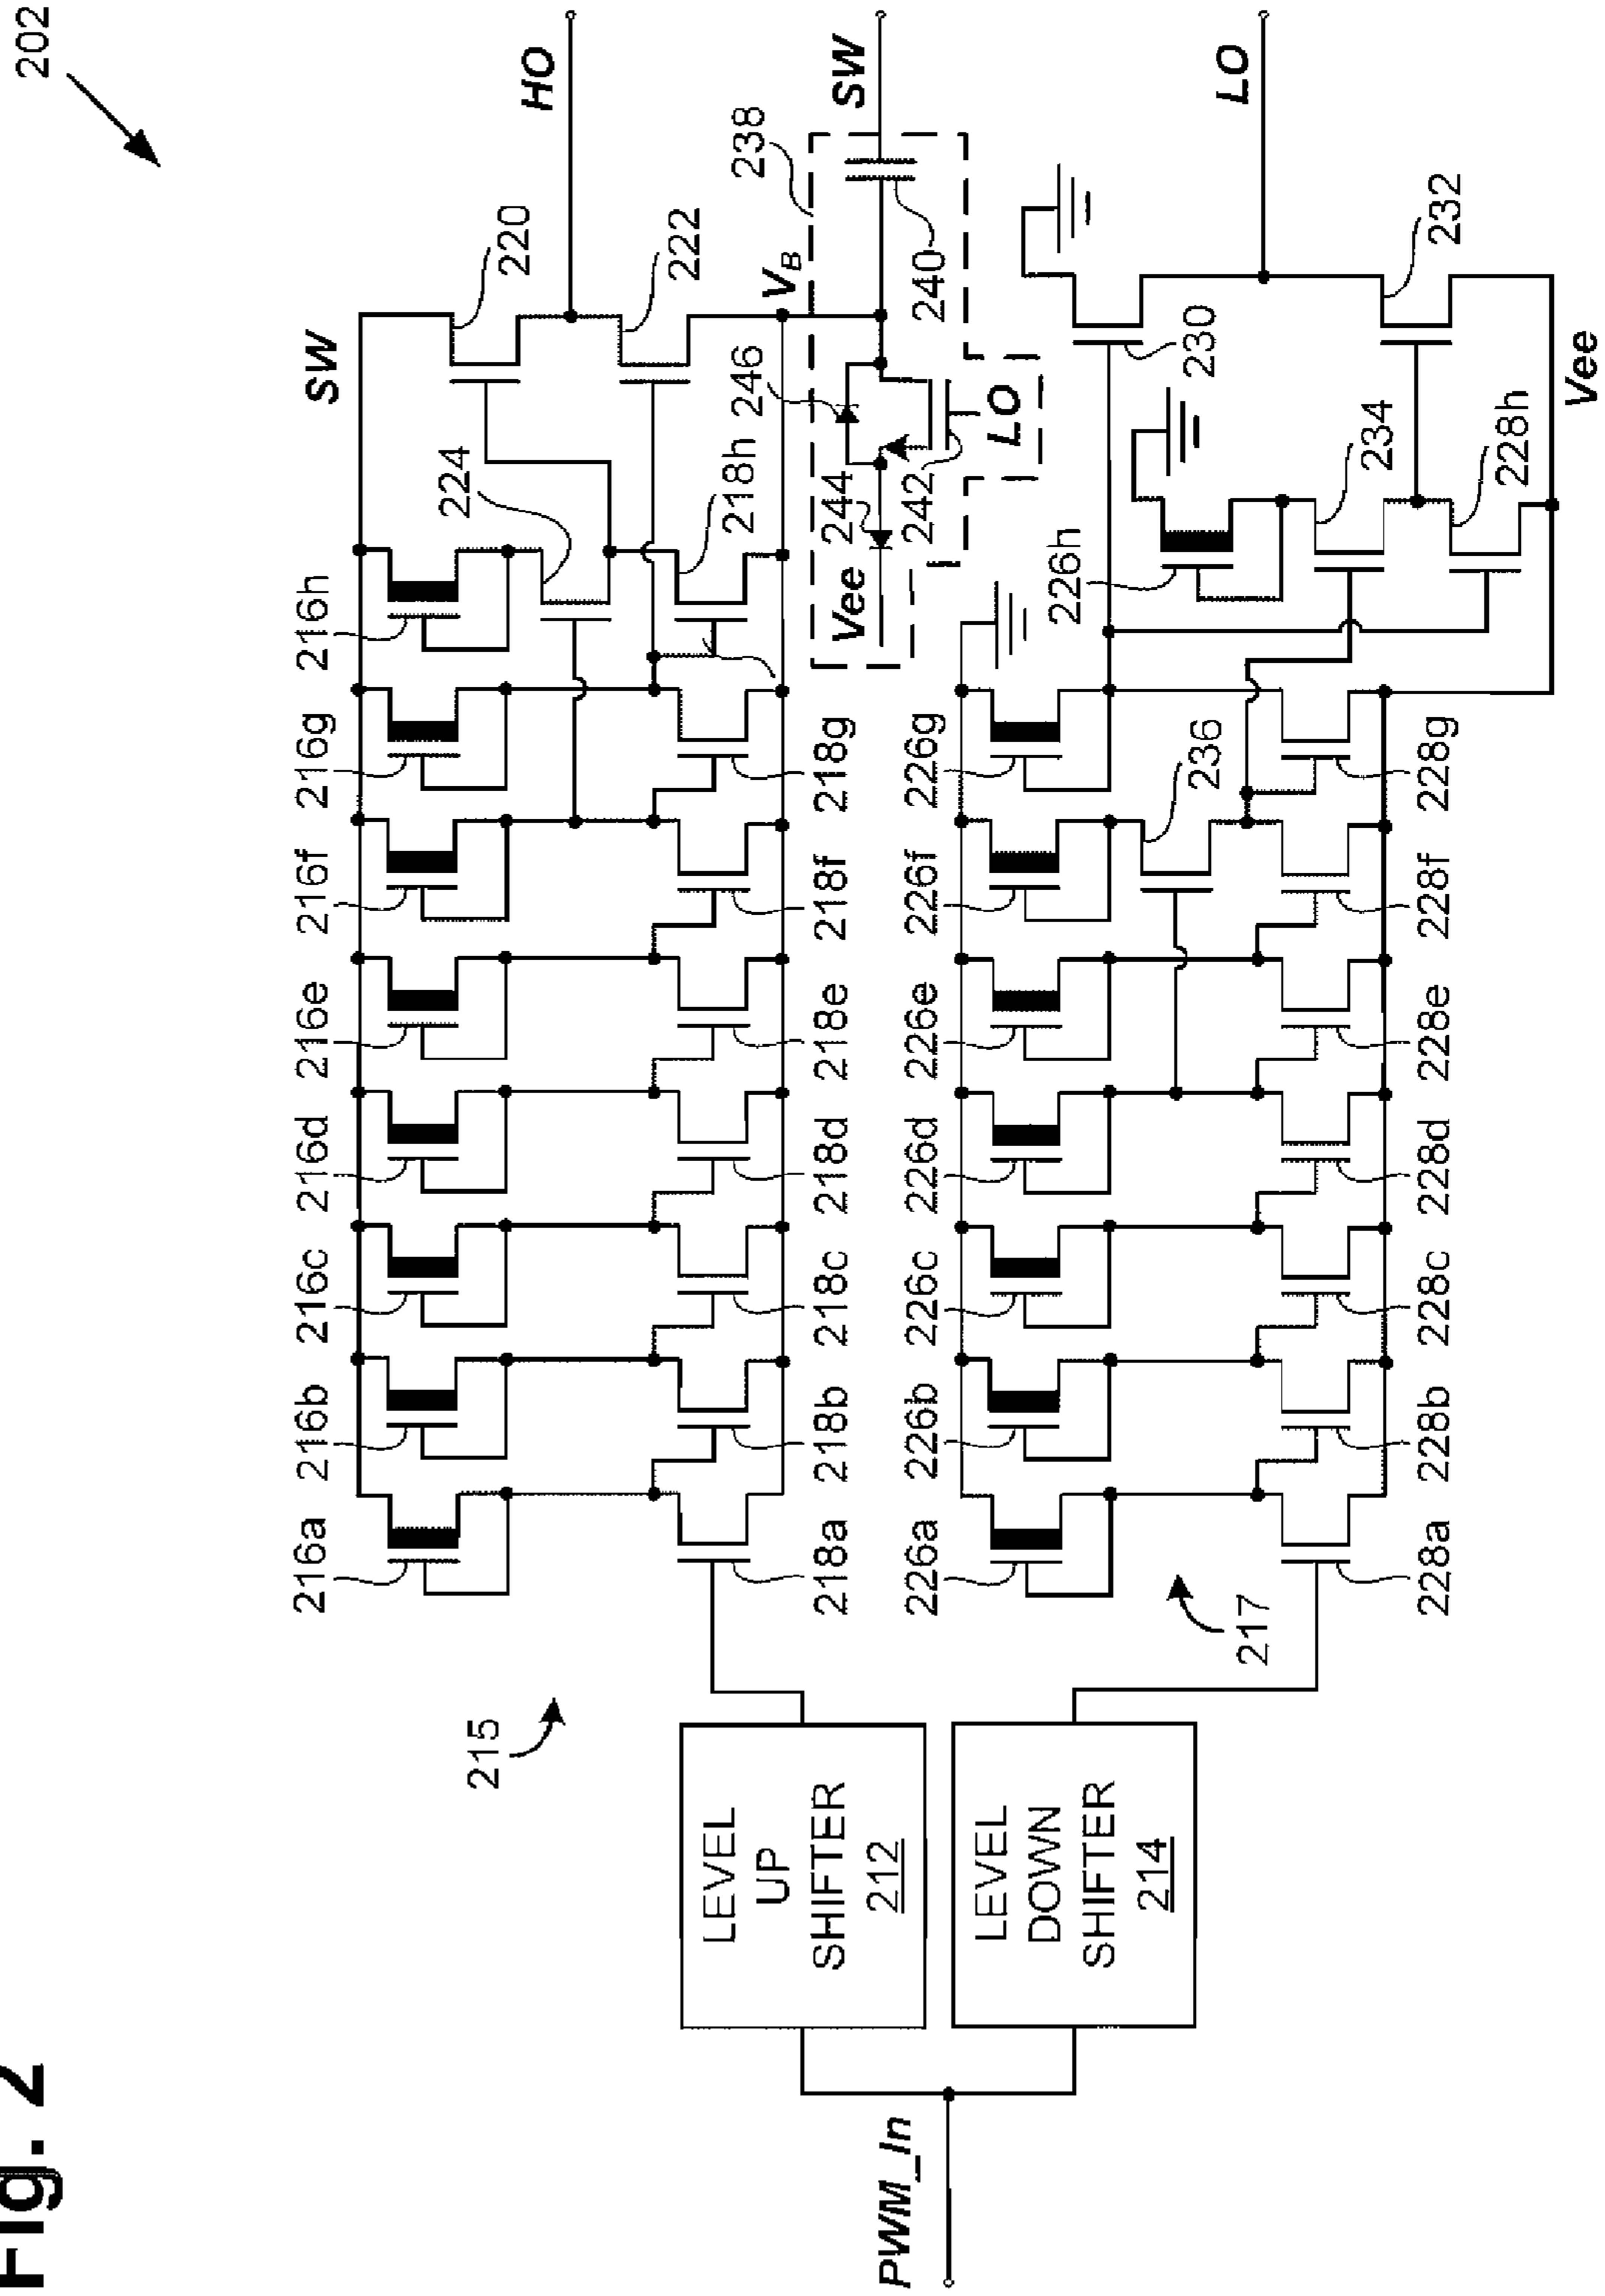 Fig. 2
202
SW
HO
216a
216b
216c
216d
216e
216f
216g
216h
224
220
222
218h
218a
218b
218c
218d
218e
218f
218g
V_B
238
SW
240
246
244
242
LO
Vee
215
LEVEL
UP
SHIFTER
212
PWM_In
LEVEL
DOWN
SHIFTER
214
217
226a
226b
226c
226d
226e
226f
226g
226h
236
230
234
232
LO
228a
228b
228c
228d
228e
228f
228g
228h
Vee